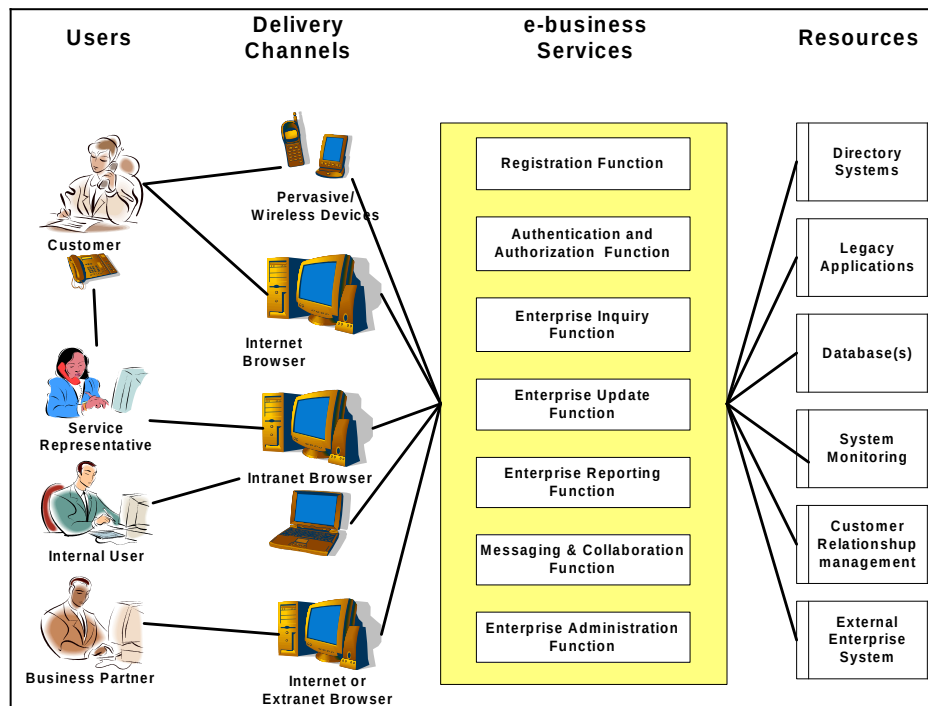 Users
Delivery
Channels
e-business
Services
Resources
Customer
Service
Representative
Internal User
Business Partner
Pervasive/
Wireless Devices
Internet
Browser
Intranet Browser
Internet or
Extranet Browser
Registration Function
Authentication and
Authorization Function
Enterprise Inquiry
Function
Enterprise Update
Function
Enterprise Reporting
Function
Messaging & Collaboration
Function
Enterprise Administration
Function
Directory
Systems
Legacy
Applications
Database(s)
System
Monitoring
Customer
Relationshup
management
External
Enterprise
System